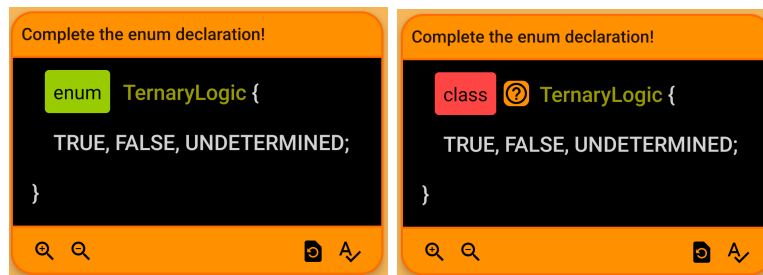 Complete the enum declaration!
enum TernaryLogic {
TRUE, FALSE, UNDETERMINED;
}
Complete the enum declaration!
class ? TernaryLogic {
TRUE, FALSE, UNDETERMINED;
}